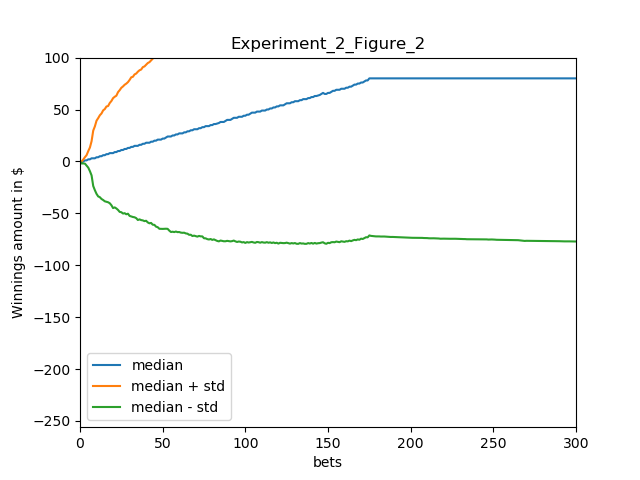 Experiment_2_Figure_2
100
50
0
−50
−100
−150
−200
−250
Winnings amount in $
median
median + std
median - std
0 50 100 150 200 250 300
bets